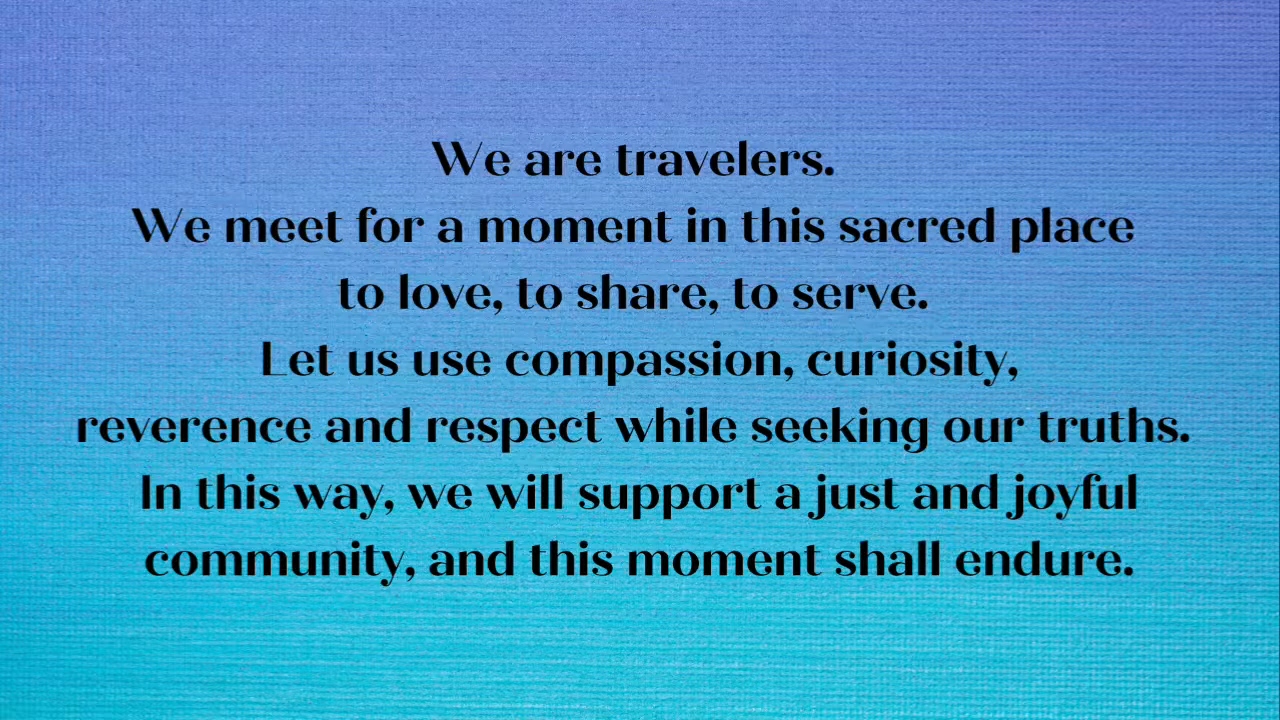 We are travelers.
We meet for a moment in this sacred place
to love, to share, to serve.
Let us use compassion, curiosity,
reverence and respect while seeking our truths.
In this way, we will support a just and joyful
community, and this moment shall endure.